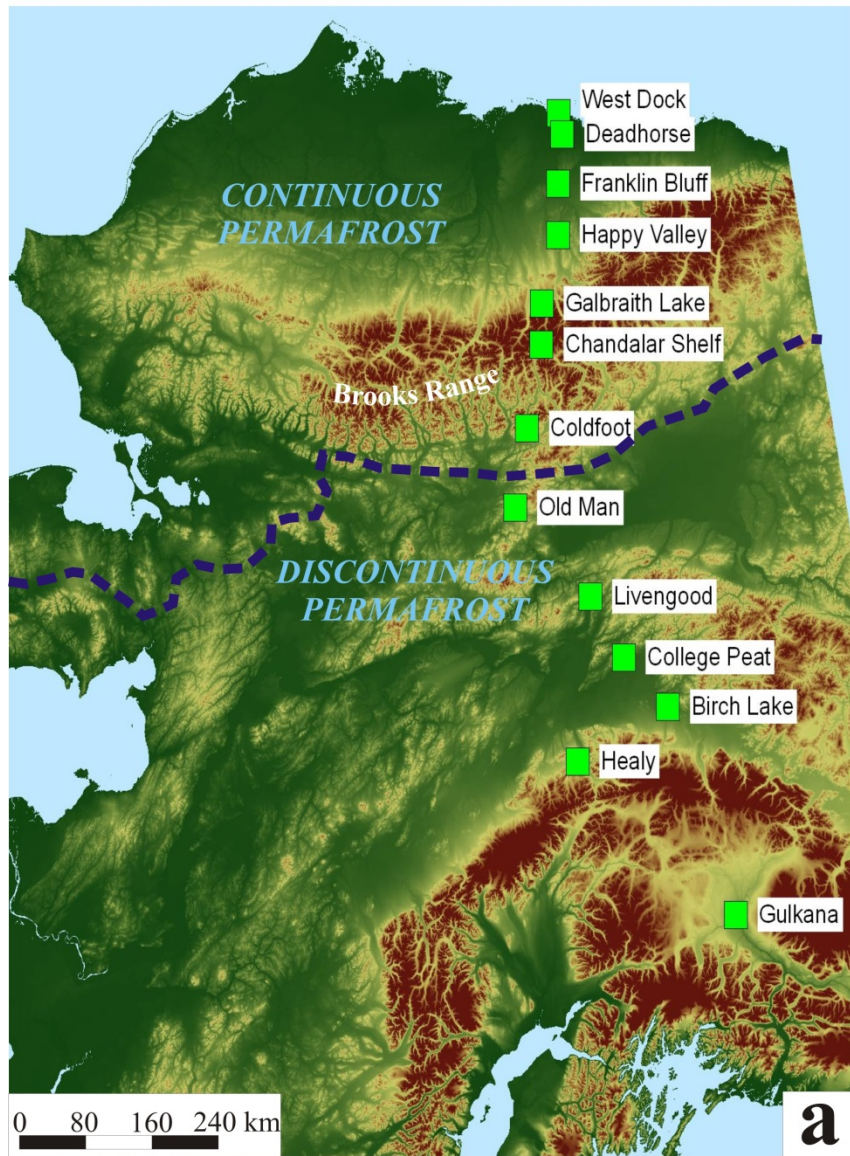 West Dock
Deadhorse
CONTINUOUS
PERMAFROST
Franklin Bluff
Happy Valley
Galbraith Lake
Chandalar Shelf
Brooks Range
Coldfoot
Old Man
DISCONTINUOUS
PERMAFROST
Livengood
College Peat
Birch Lake
Healy
Gulkana
0 80 160 240 km
a